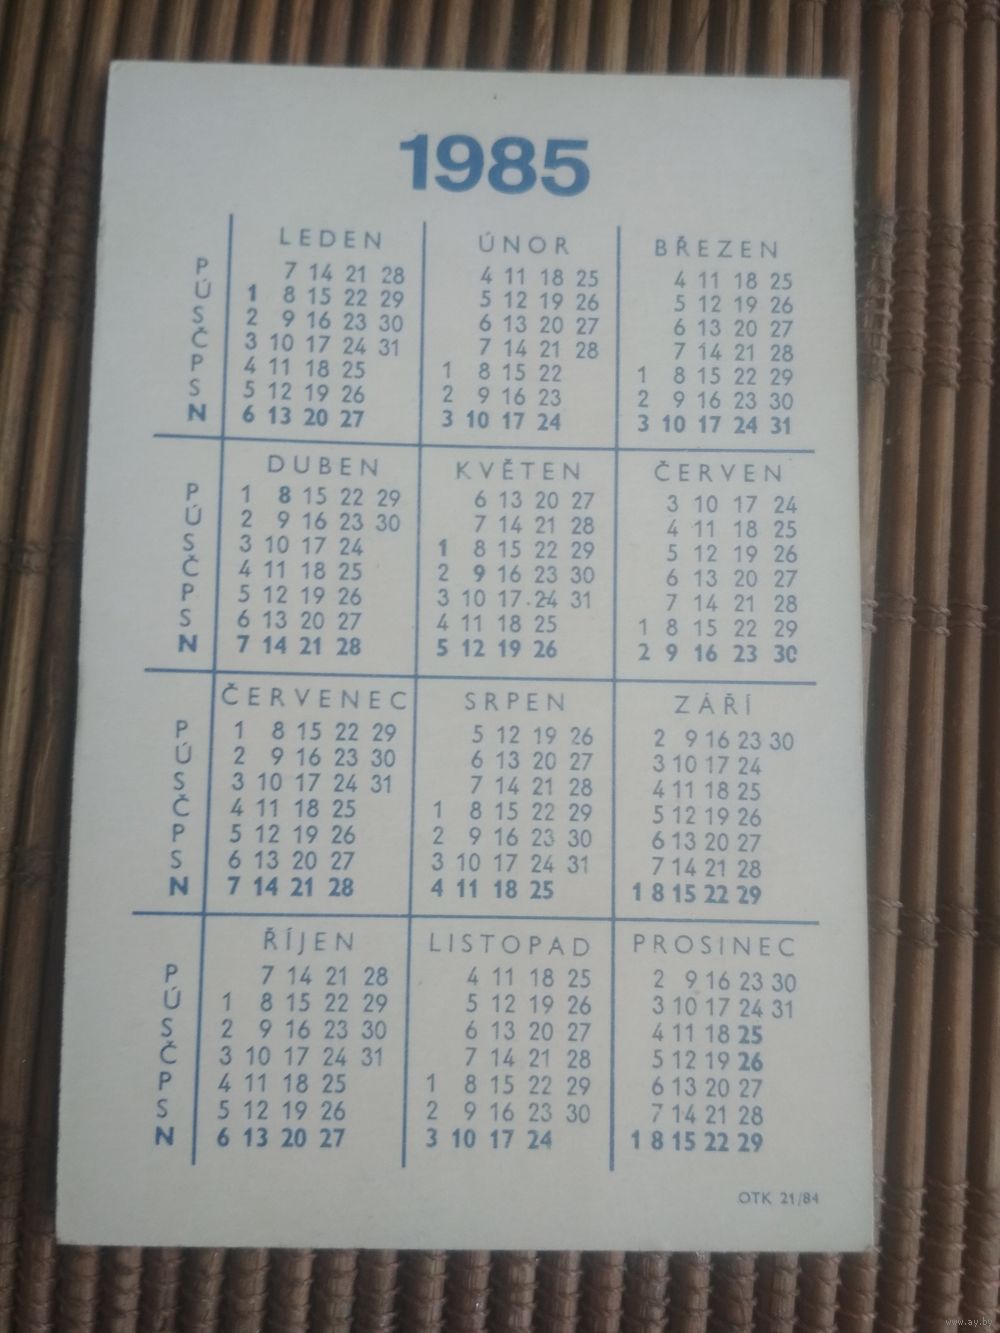 1985
LEDEN ÚNOR BŘEZEN
P 7 14 21 28 4 11 18 25 4 11 18 25
Ú 1 8 15 22 29 5 12 19 26 5 12 19 26
S 2 9 16 23 30 6 13 20 27 6 13 20 27
Č 3 10 17 24 31 7 14 21 28 7 14 21 28
P 4 11 18 25 1 8 15 22 1 8 15 22 29
S 5 12 19 26 2 9 16 23 2 9 16 23 30
N 6 13 20 27 3 10 17 24 3 10 17 24 31
DUBEN KVĚTEN ČERVEN
P 1 8 15 22 29 6 13 20 27 3 10 17 24
Ú 2 9 16 23 30 7 14 21 28 4 11 18 25
S 3 10 17 24 1 8 15 22 29 5 12 19 26
Č 4 11 18 25 2 9 16 23 30 6 13 20 27
P 5 12 19 26 3 10 17 24 31 7 14 21 28
S 6 13 20 27 4 11 18 25 1 8 15 22 29
N 7 14 21 28 5 12 19 26 2 9 16 23 30
ČERVENEC SRPEN ZÁŘÍ
P 1 8 15 22 29 5 12 19 26 2 9 16 23 30
Ú 2 9 16 23 30 6 13 20 27 3 10 17 24
S 3 10 17 24 31 7 14 21 28 4 11 18 25
Č 4 11 18 25 1 8 15 22 29 5 12 19 26
P 5 12 19 26 2 9 16 23 30 6 13 20 27
S 6 13 20 27 3 10 17 24 31 7 14 21 28
N 7 14 21 28 4 11 18 25 1 8 15 22 29
ŘÍJEN LISTOPAD PROSINEC
P 7 14 21 28 4 11 18 25 2 9 16 23 30
Ú 1 8 15 22 29 5 12 19 26 3 10 17 24 31
S 2 9 16 23 30 6 13 20 27 4 11 18 25
Č 3 10 17 24 31 7 14 21 28 5 12 19 26
P 4 11 18 25 1 8 15 22 29 6 13 20 27
S 5 12 19 26 2 9 16 23 30 7 14 21 28
N 6 13 20 27 3 10 17 24 1 8 15 22 29
OTK 21/84
www.ay.by